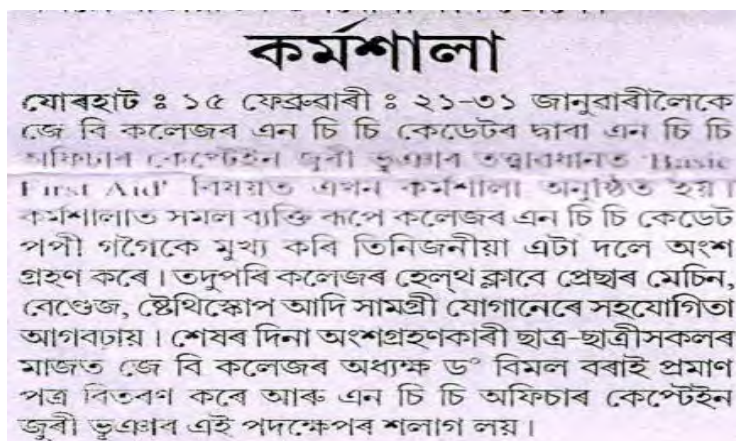 কৰ্মশালা
যোৰহাট ঃ ১৫ ফেব্ৰুৱাৰী ঃ ২১-৩১ জানুৱাৰীলৈকে
জে বি কলেজৰ এন চি চি কেডেটৰ দ্বাৰা এন চি চি
অফিচাৰ কেপ্টেইন জুৰী ভূঞাৰ তত্ত্বাৱধানত 'Basic
First Aid' বিষয়ত এখন কৰ্মশালা অনুষ্ঠিত হয়।
কৰ্মশালাত সমল ব্যক্তি ৰূপে কলেজৰ এন চি চি কেডেট
পপী গগৈকে মুখ্য কৰি তিনিজনীয়া এটা দলে অংশ
গ্ৰহণ কৰে। তদুপৰি কলেজৰ হেল্থ ক্লাবে প্ৰেছাৰ মেচিন,
বেণ্ডেজ, ষ্টেথিস্কোপ আদি সামগ্ৰী যোগানেৰে সহযোগিতা
আগবঢ়ায়। শেষৰ দিনা অংশগ্ৰহণকাৰী ছাত্ৰ-ছাত্ৰীসকলৰ
মাজত জে বি কলেজৰ অধ্যক্ষ ড° বিমল বৰাই প্ৰমাণ
পত্ৰ বিতৰণ কৰে আৰু এন চি চি অফিচাৰ কেপ্টেইন
জুৰী ভূঞাৰ এই পদক্ষেপৰ শলাগ লয়।